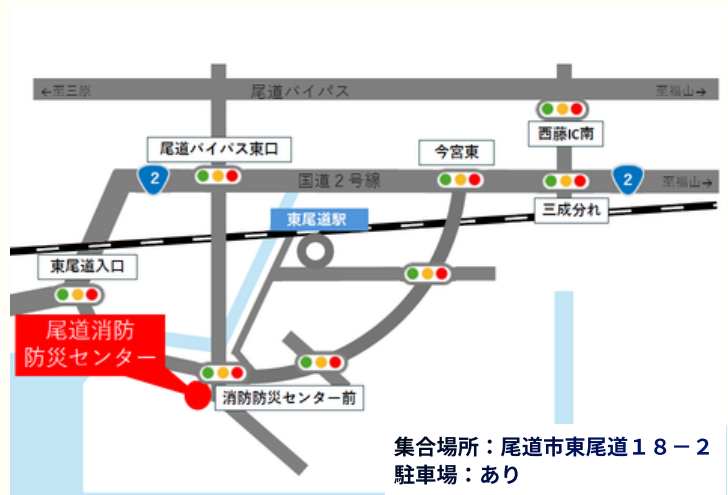 ←至三原
尾道バイパス
至福山→
西藤IC南
尾道バイパス東口
今宮東
2
国道２号線
2
至福山→
三成分れ
東尾道駅
東尾道入口
尾道消防
防災センター
消防防災センター前
集合場所：尾道市東尾道１８－２
駐車場：あり